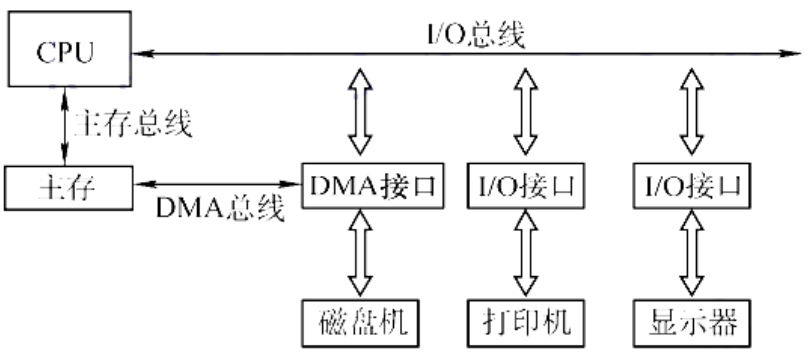 I/O总线
CPU
主存总线
主存
DMA总线
DMA接口
I/O接口
I/O接口
磁盘机
打印机
显示器